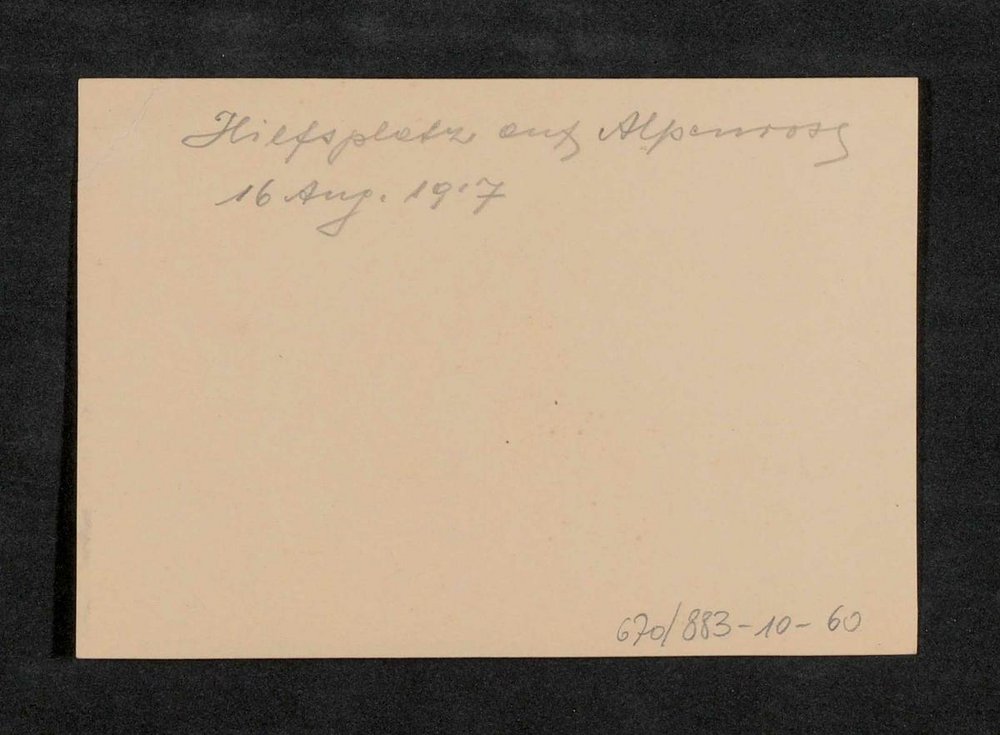 Hilfsplatz auf Alpenrose
16 Aug. 1917
670/883-10-60